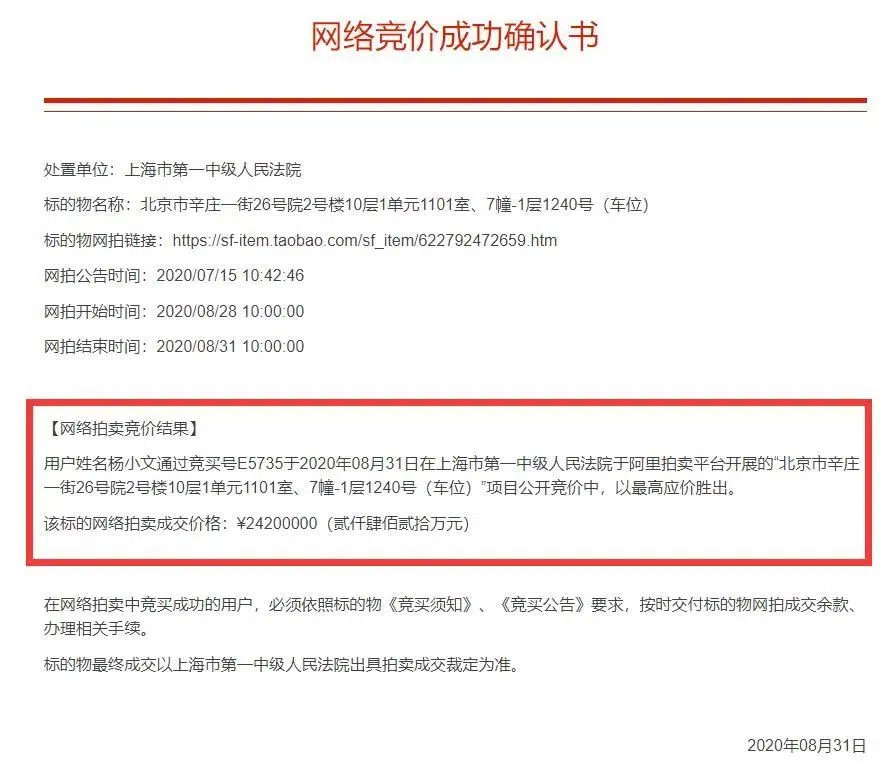 网络竞价成功确认书
处置单位：上海市第一中级人民法院
标的物名称：北京市辛庄一街26号院2号楼10层1单元1101室、7幢-1层1240号（车位）
标的物网拍链接：https://sf-item.taobao.com/sf_item/622792472659.htm
网拍公告时间：2020/07/15 10:42:46
网拍开始时间：2020/08/28 10:00:00
网拍结束时间：2020/08/31 10:00:00
【网络拍卖竞价结果】
用户姓名杨小文通过竞买号E5735于2020年08月31日在上海市第一中级人民法院于阿里拍卖平台开展的“北京市辛庄
一街26号院2号楼10层1单元1101室、7幢-1层1240号（车位）”项目公开竞价中，以最高应价胜出。
该标的网络拍卖成交价格：¥24200000（贰仟肆佰贰拾万元）
在网络拍卖中竞买成功的用户，必须依照标的物《竞买须知》、《竞买公告》要求，按时交付标的物网拍成交余款、
办理相关手续。
标的物最终成交以上海市第一中级人民法院出具拍卖成交裁定为准。
2020年08月31日